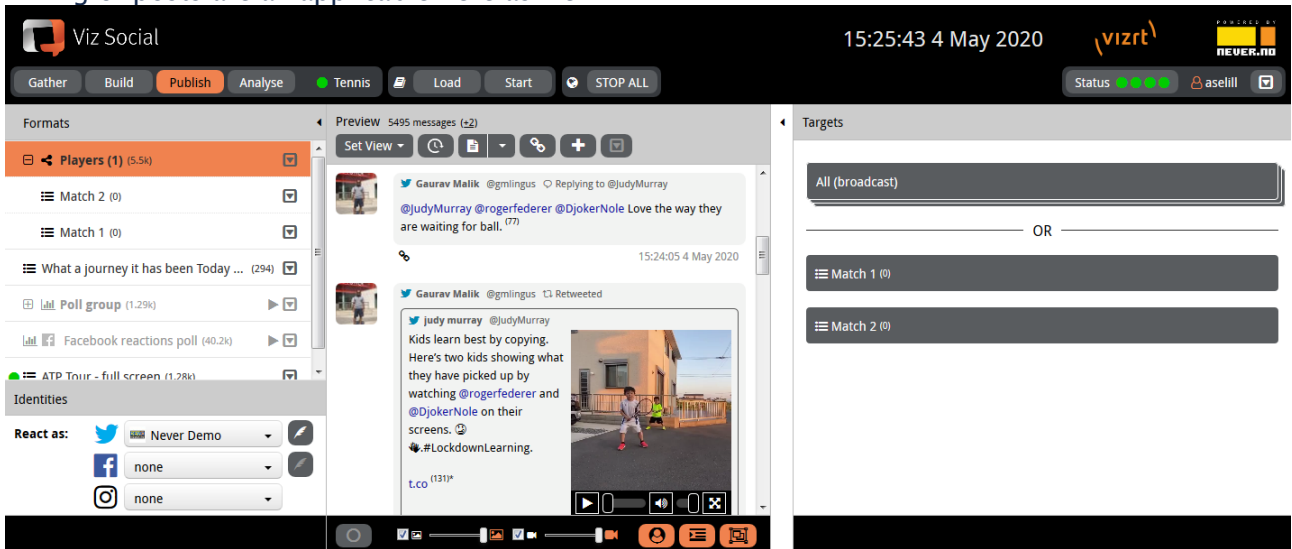 Viz Social
15:25:43 4 May 2020
vizrt
POWERED BY
NEVER.NO
Gather
Build
Publish
Analyse
Tennis
Load
Start
STOP ALL
Status
aselill
Formats
Players (1) (5.5k)
Match 2 (0)
Match 1 (0)
What a journey it has been Today ... (294)
Poll group (1.29k)
Facebook reactions poll (40.2k)
ATP Tour - full screen (1.28k)
Identities
React as:
Never Demo
none
none
Preview 5495 messages (+2)
Set View
Gaurav Malik @gmlingus Replying to @JudyMurray
@JudyMurray @rogerfederer @DjokerNole Love the way they
are waiting for ball. (77)
15:24:05 4 May 2020
Gaurav Malik @gmlingus Retweeted
judy murray @JudyMurray
Kids learn best by copying.
Here's two kids showing what
they have picked up by
watching @rogerfederer and
@DjokerNole on their
screens.
.#LockdownLearning.
t.co (131)*
Targets
All (broadcast)
OR
Match 1 (0)
Match 2 (0)